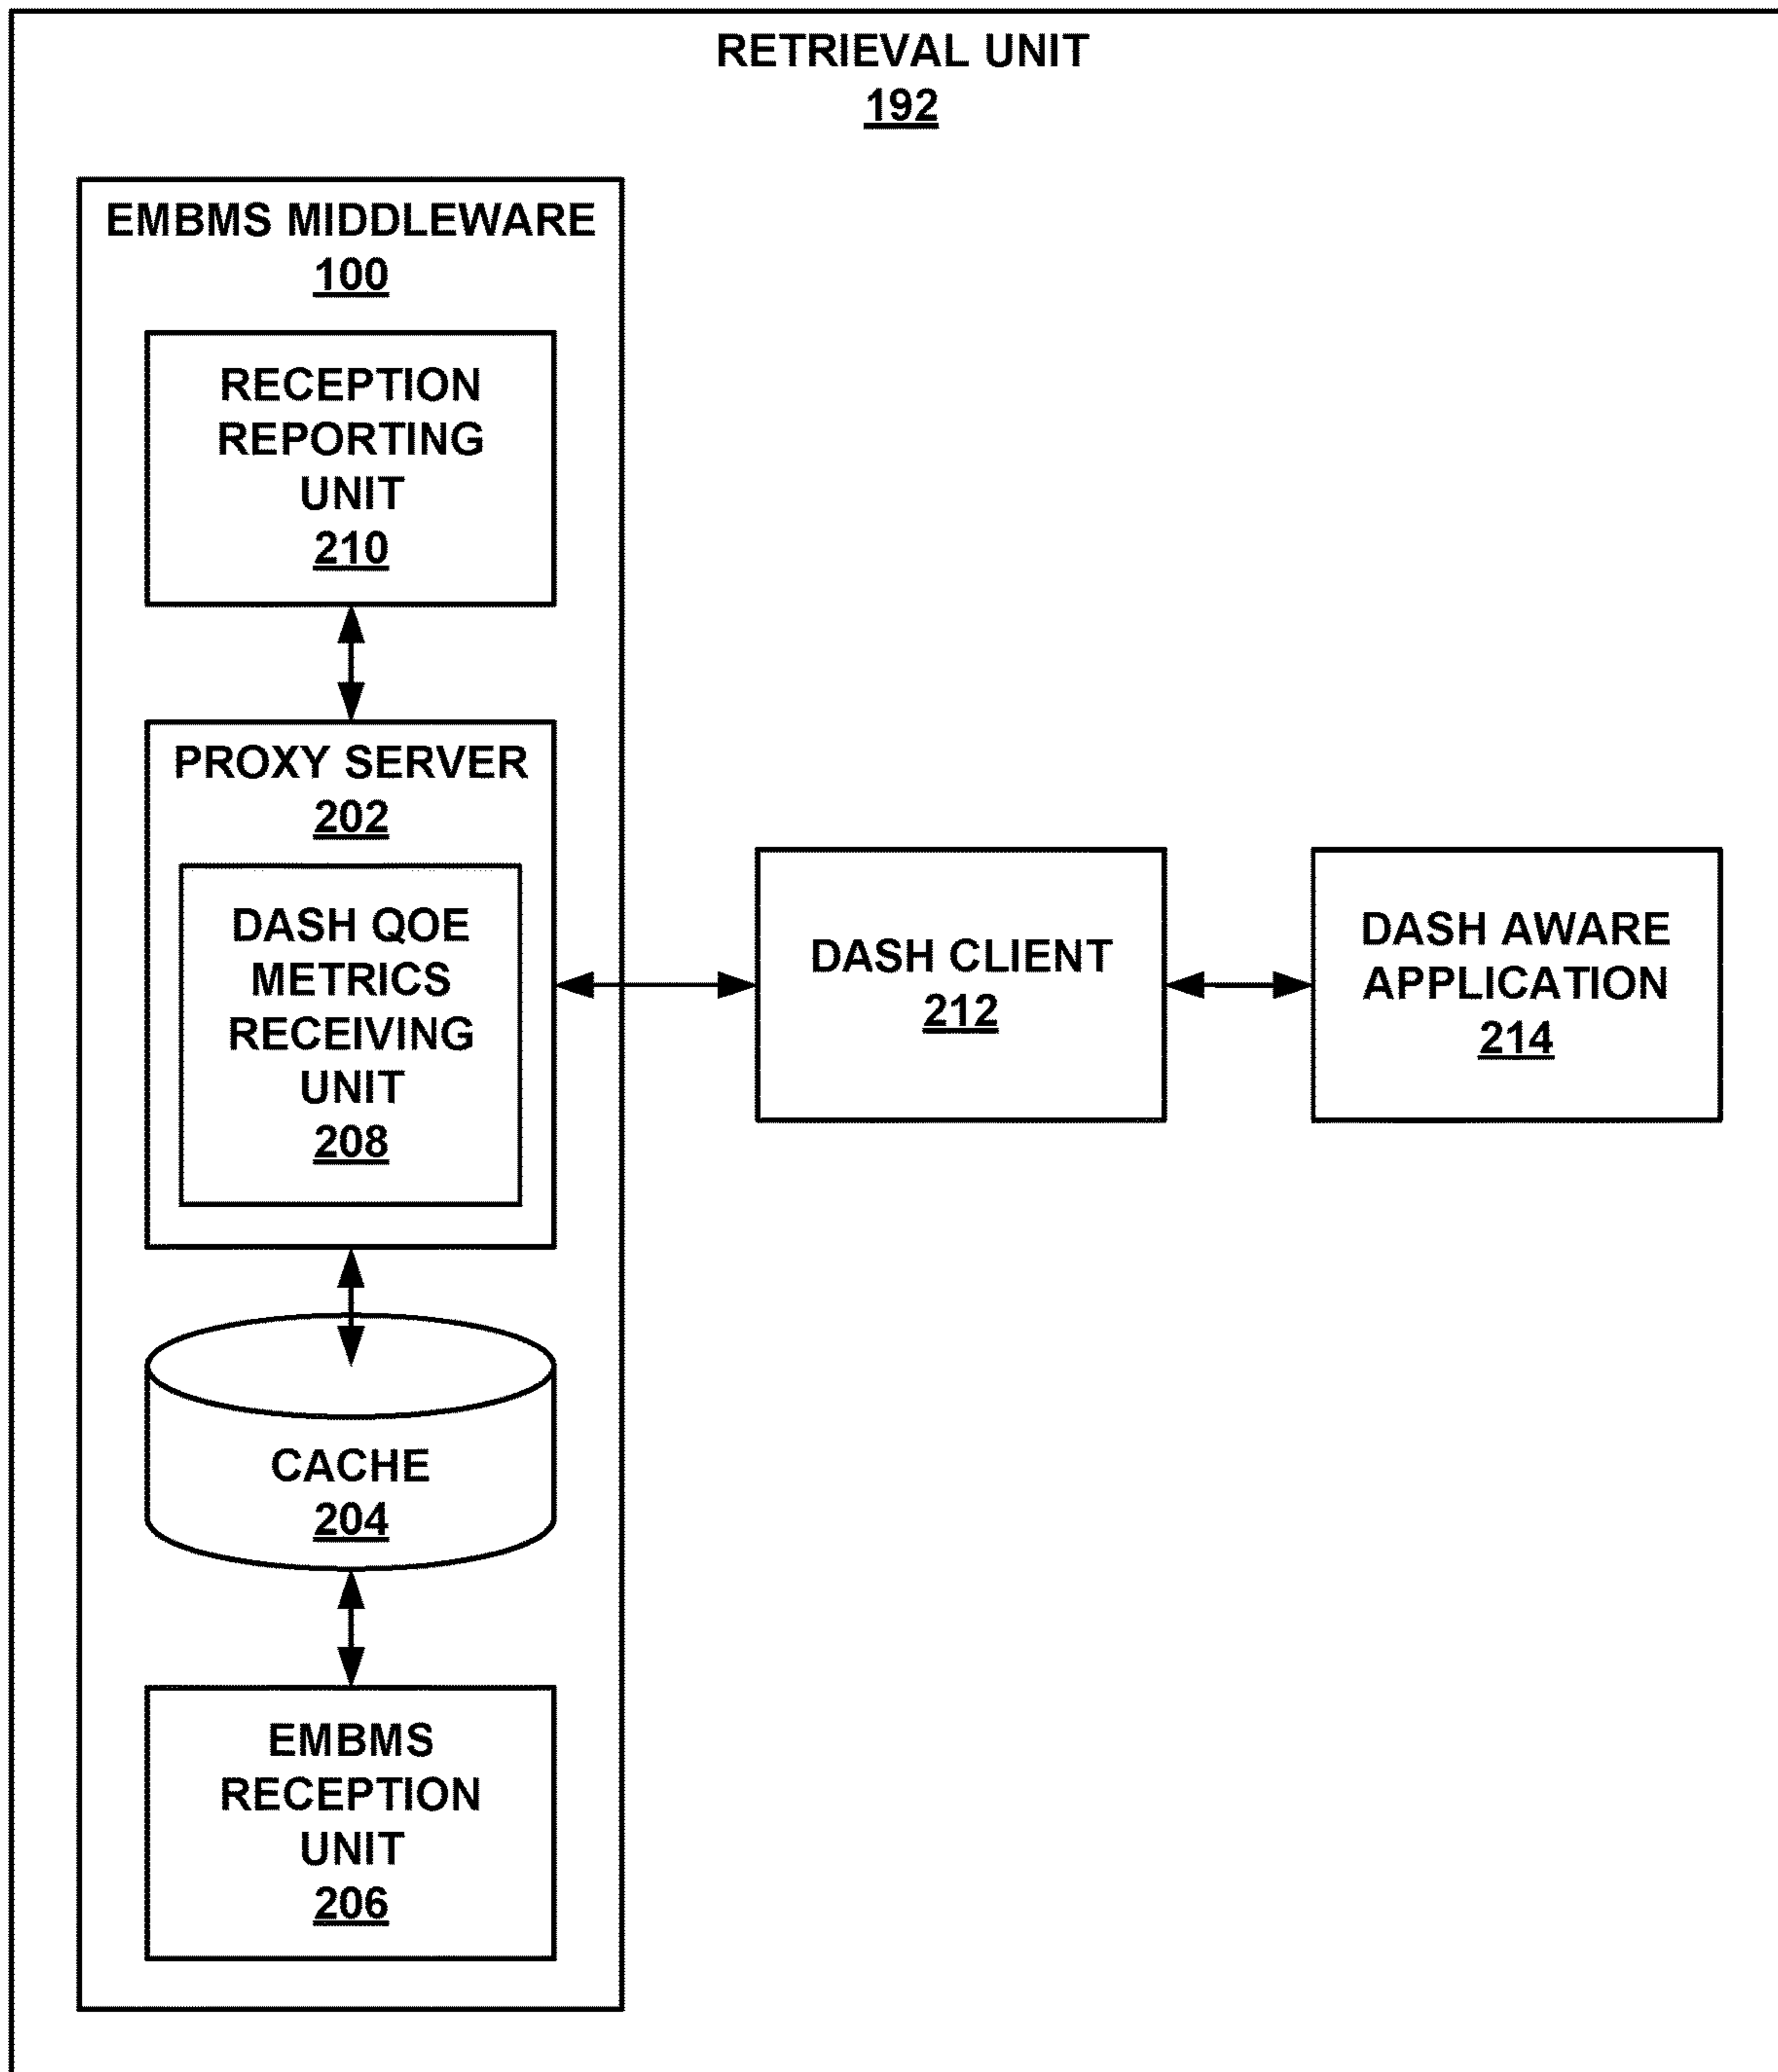 RETRIEVAL UNIT
192
EMBMS MIDDLEWARE
100
RECEPTION
REPORTING
UNIT
210
PROXY SERVER
202
DASH QOE
METRICS
RECEIVING
UNIT
208
DASH CLIENT
212
DASH AWARE
APPLICATION
214
CACHE
204
EMBMS
RECEPTION
UNIT
206